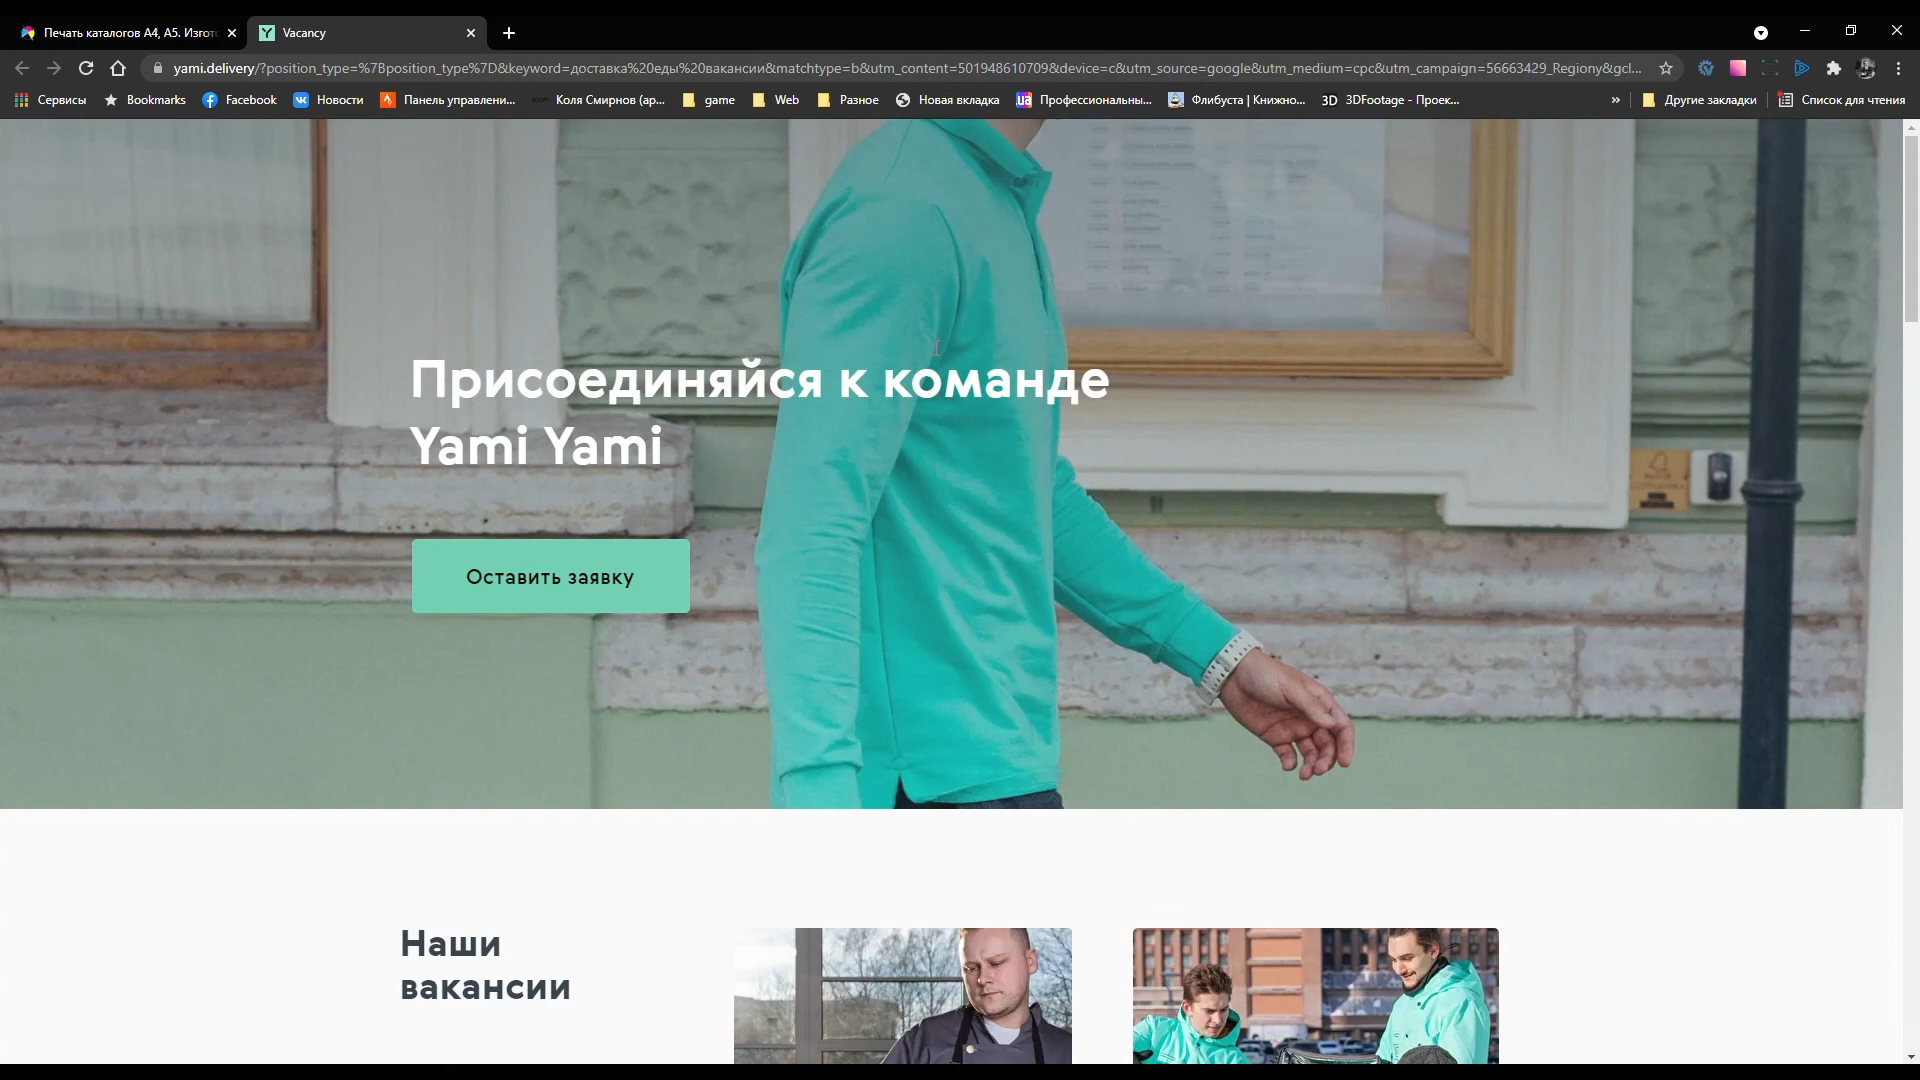 Печать каталогов А4, А5. Изгот
Vacancy
yami.delivery/?position_type=%7Bposition_type%7D&keyword=доставка%20еды%20вакансии&matchtype=b&utm_content=501948610709&device=c&utm_source=google&utm_medium=cpc&utm_campaign=56663429_Regiony&gcl...
Сервисы
Bookmarks
Facebook
Новости
Панель управлени...
Коля Смирнов (ар...
game
Web
Разное
Новая вкладка
Профессиональны...
Флибуста | Книжно...
3DFootage - Проек...
»
Другие закладки
Список для чтения
Присоединяйся к команде
Yami Yami
Оставить заявку
Наши
вакансии